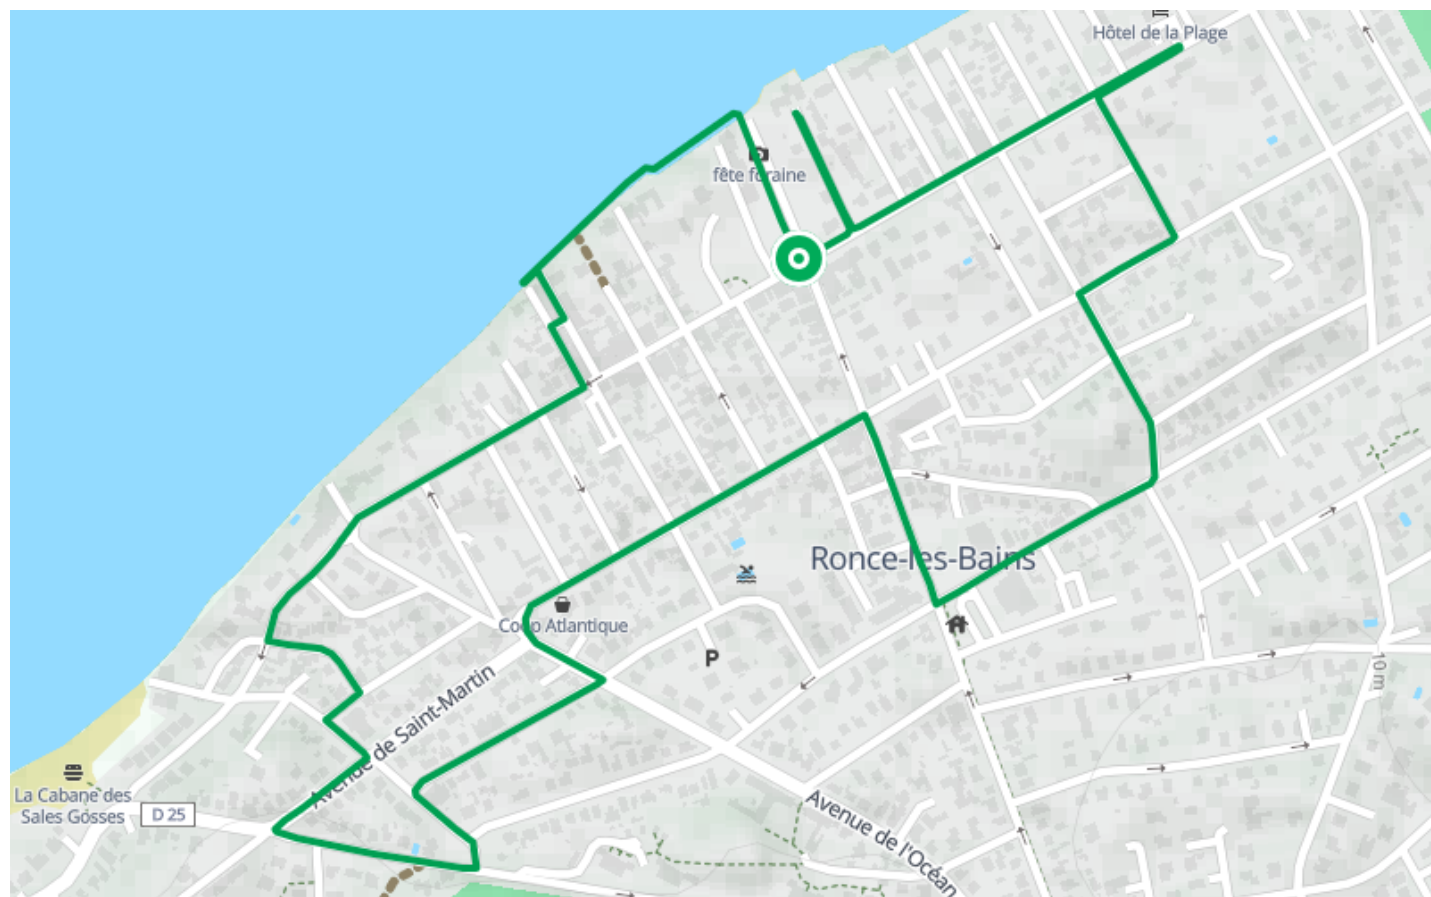 Hôtel de la Plage
fête foraine
Ronce-les-Bains
Coop Atlantique
P
Avenue de Saint-Martin
10 m
La Cabane des
Sales Gosses
D 25
Avenue de l'Océan